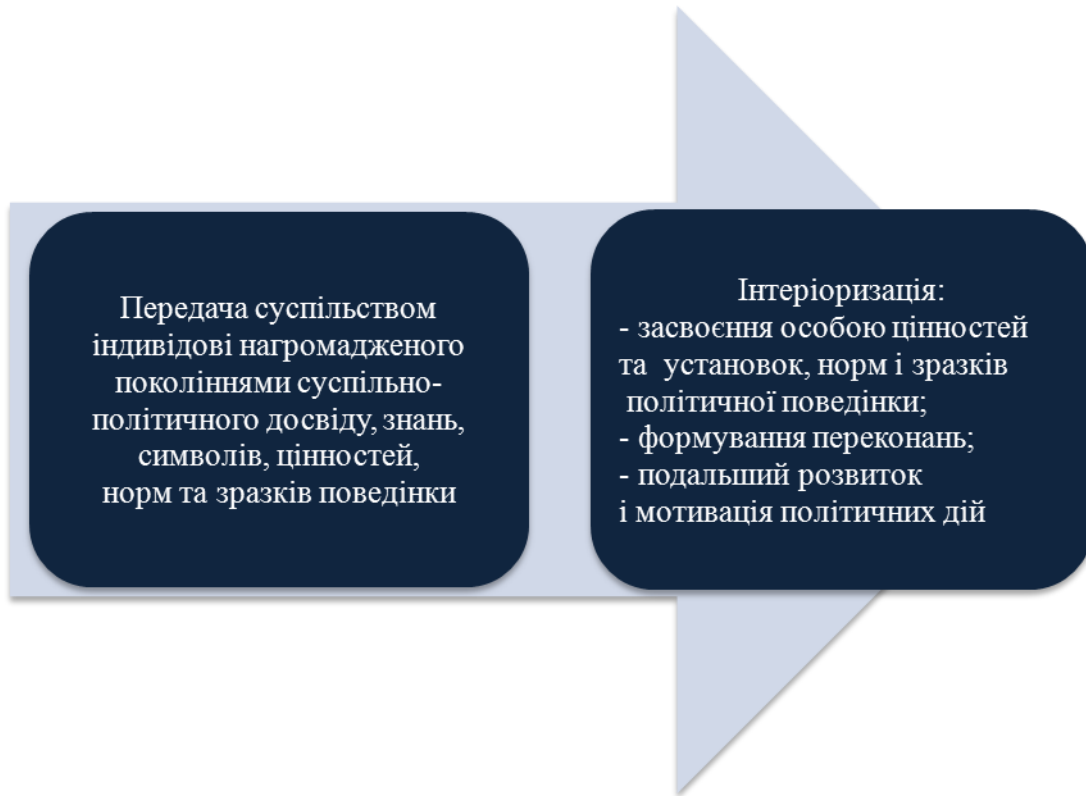 Передача суспільством
індивідові нагромадженого
поколіннями суспільно-
політичного досвіду, знань,
символів, цінностей,
норм та зразків поведінки
Інтеріоризація:
- засвоєння особою цінностей
та установок, норм і зразків
політичної поведінки;
- формування переконань;
- подальший розвиток
і мотивація політичних дій